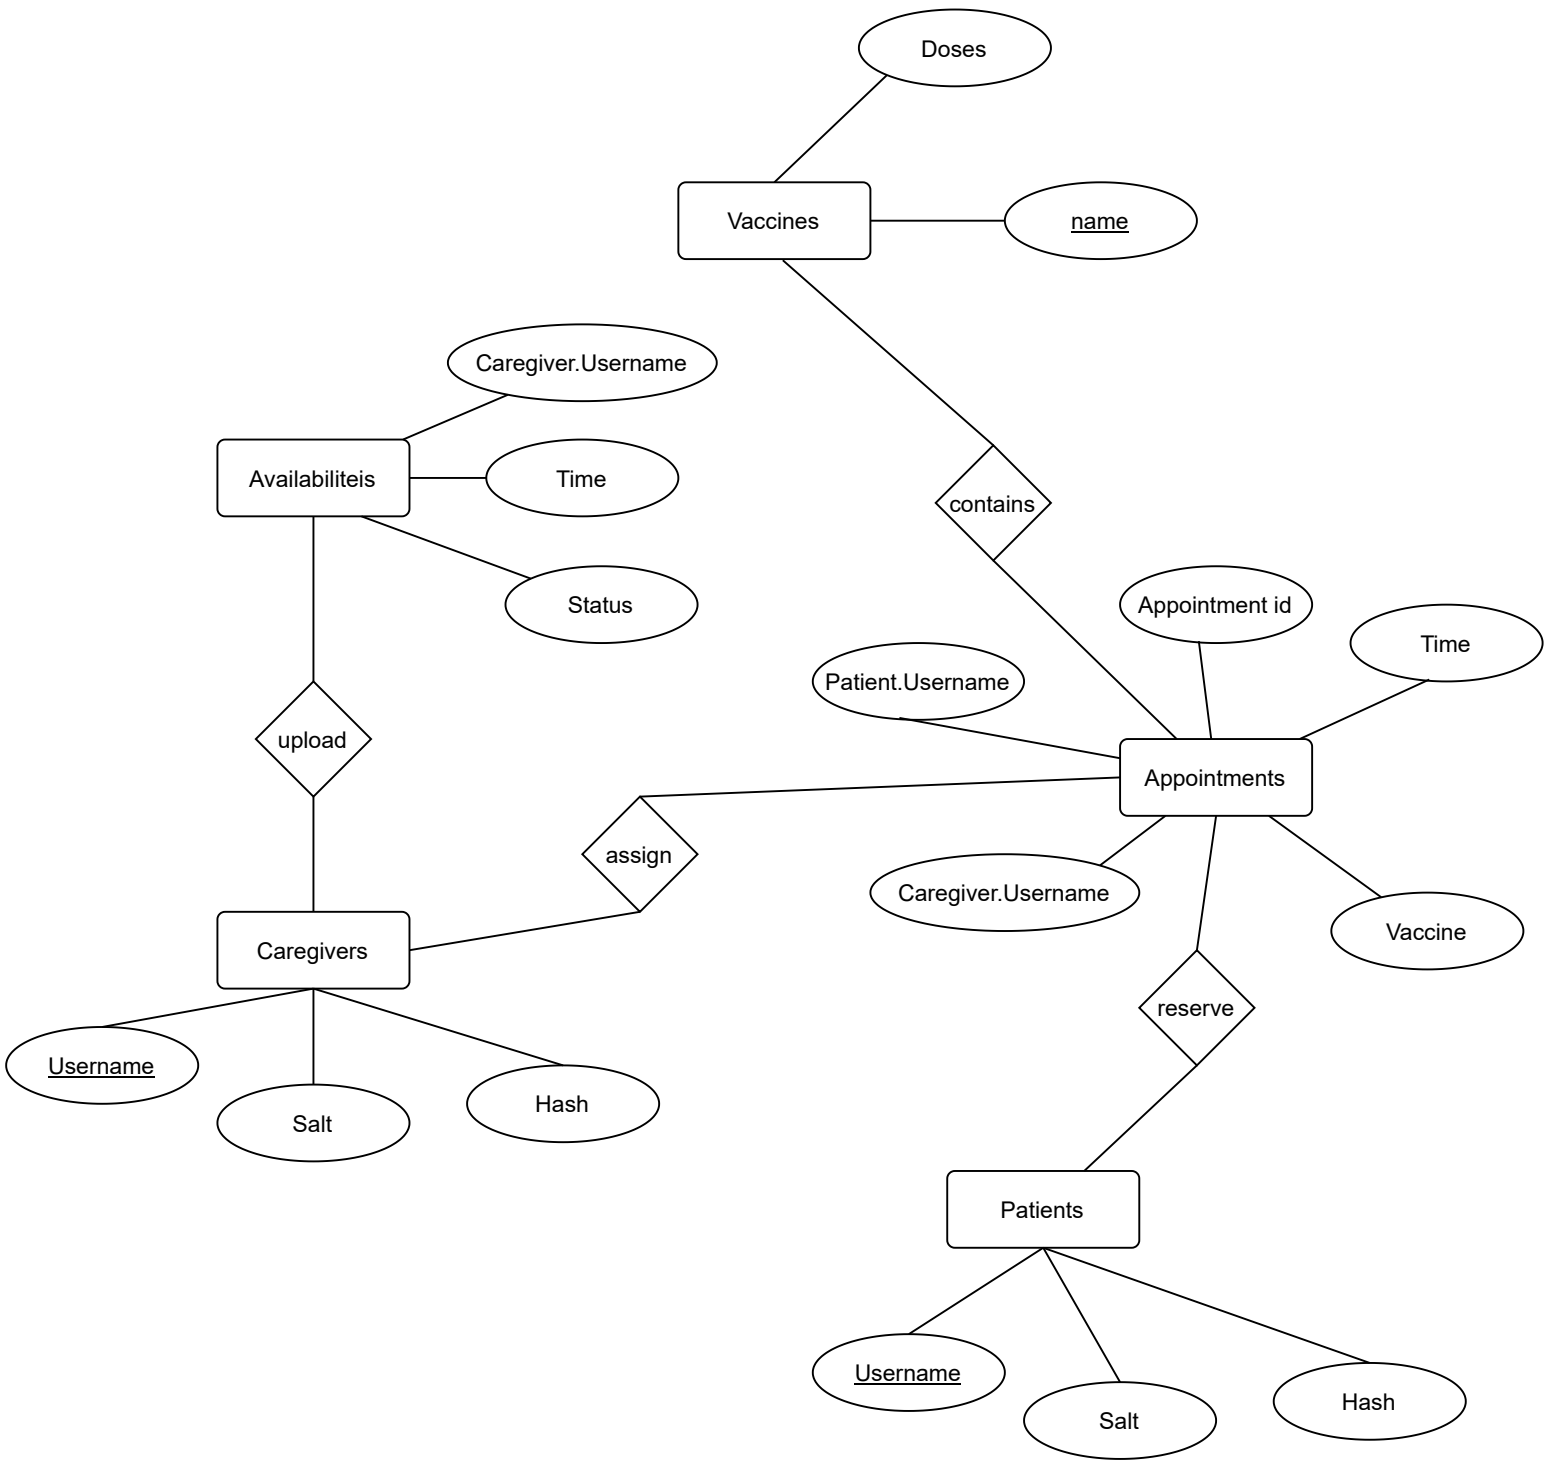 Doses
Vaccines
name
Caregiver.Username
Availabiliteis
Time
Status
contains
Appointment id
Time
Patient.Username
upload
Appointments
assign
Caregiver.Username
Vaccine
Caregivers
reserve
Username
Salt
Hash
Patients
Username
Salt
Hash